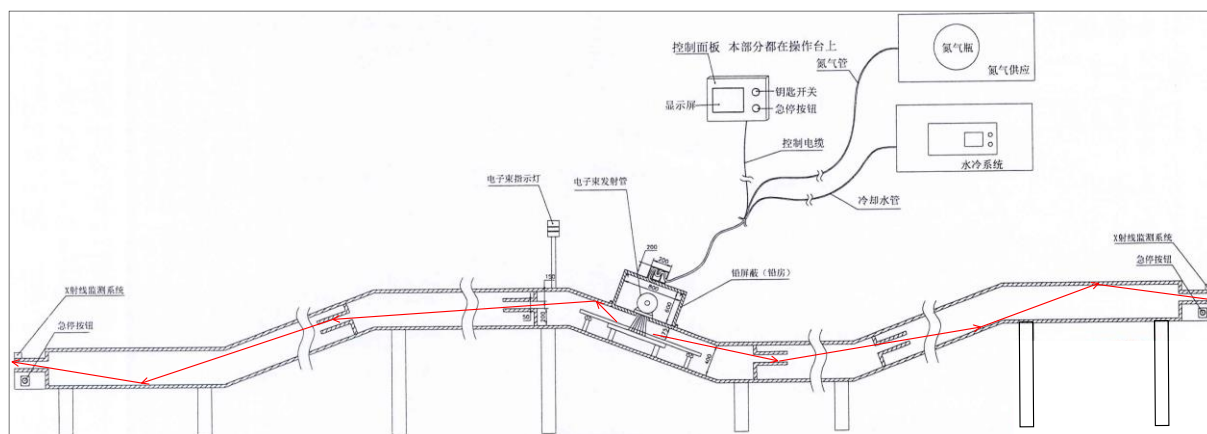 控制面板 本部分都在操作台上
显示屏
钥匙开关
急停按钮
控制电缆
氮气管
氮气瓶
氮气供应
水冷系统
冷却水管
电子束指示灯
电子束发射管
铅屏蔽(铅房)
X射线监测系统
急停按钮
X射线监测系统
急停按钮
200
300
800
600
150